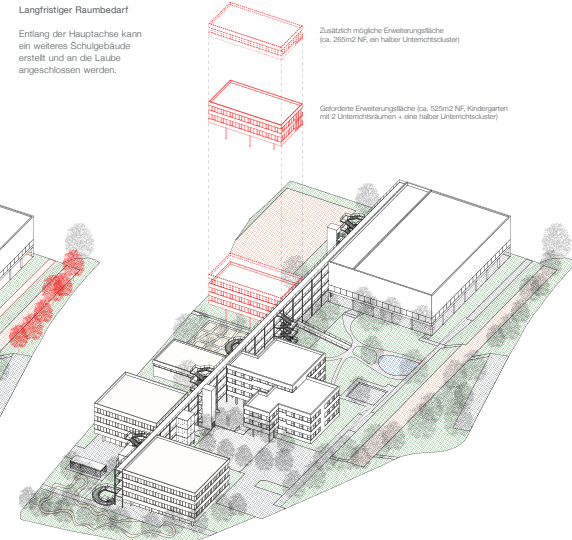 Langfristiger Raumbedarf
Entlang der Hauptachse kann
ein weiteres Schulgebäude
erstellt und an die Laube
angeschlossen werden.
Zusätzlich mögliche Erweiterungsfläche
(ca. 265m2 NF, ein halber Unterrichtscluster)
Geforderte Erweiterungsfläche (ca. 525m2 NF, Kindergarten
mit 2 Unterrichtsräumen + eine halber Unterrichtscluster)